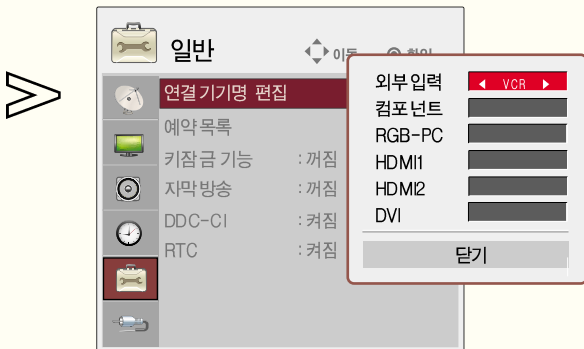 일반
이동
연결기기명 편집
예약목록
키잠금기능 : 꺼짐
자막방송 : 꺼짐
DDC-CI : 켜짐
RTC : 켜짐
외부입력 ◀ VCR ▶
컴포넌트
RGB-PC
HDMI1
HDMI2
DVI
닫기